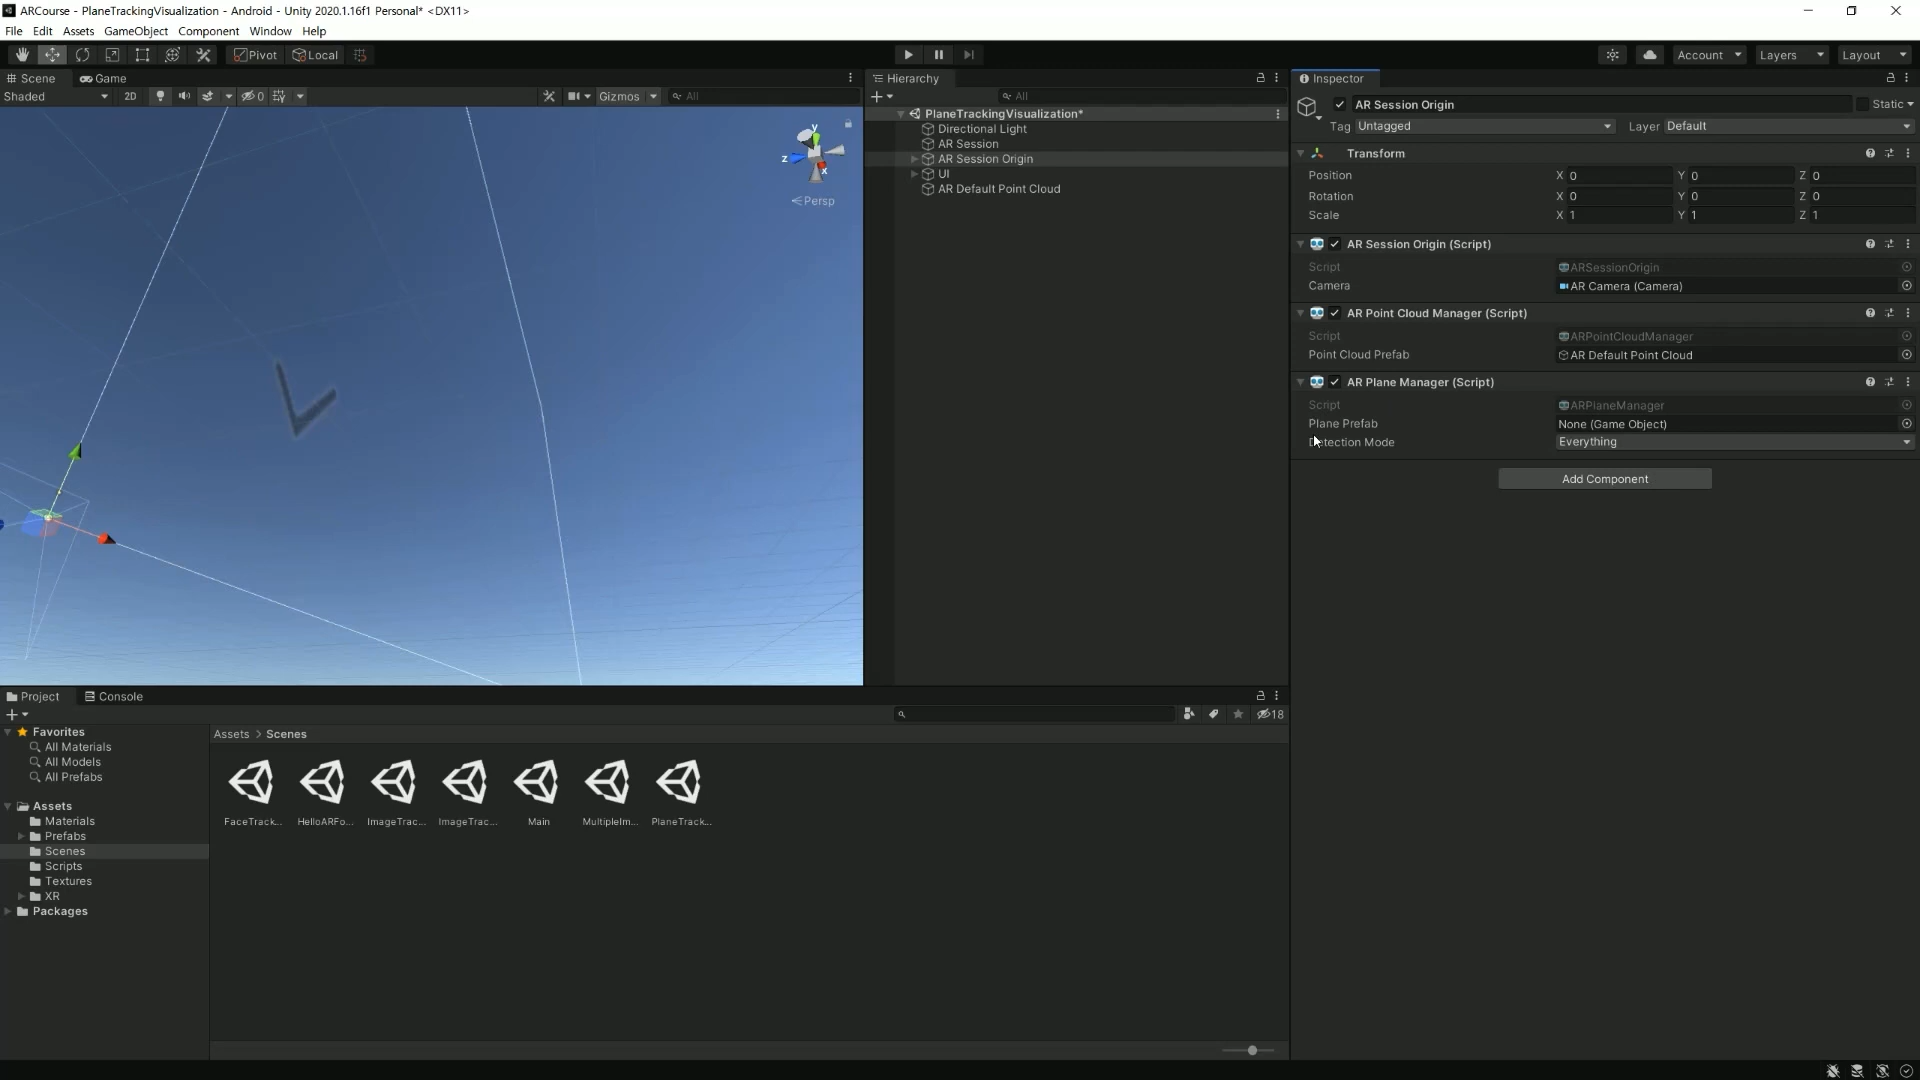 ARCourse - PlaneTrackingVisualization - Android - Unity 2020.1.16f1 Personal* <DX11>
File Edit Assets GameObject Component Window Help
Pivot Local Account Layers Layout
Scene Game
Shaded 2D 0 Gizmos All
y
z
x
Persp
Hierarchy
All
PlaneTrackingVisualization*
Directional Light
AR Session
AR Session Origin
UI
AR Default Point Cloud
Inspector
AR Session Origin Static
Tag Untagged Layer Default
Transform
Position X 0 Y 0 Z 0
Rotation X 0 Y 0 Z 0
Scale X 1 Y 1 Z 1
AR Session Origin (Script)
Script ARSessionOrigin
Camera AR Camera (Camera)
AR Point Cloud Manager (Script)
Script ARPointCloudManager
Point Cloud Prefab AR Default Point Cloud
AR Plane Manager (Script)
Script ARPlaneManager
Plane Prefab None (Game Object)
Detection Mode Everything
Add Component
Project Console
18
Favorites
All Materials
All Models
All Prefabs
Assets
Materials
Prefabs
Scenes
Scripts
Textures
XR
Packages
Assets > Scenes
FaceTrack... HelloARFo... ImageTrac... ImageTrac... Main MultipleIm... PlaneTrack...